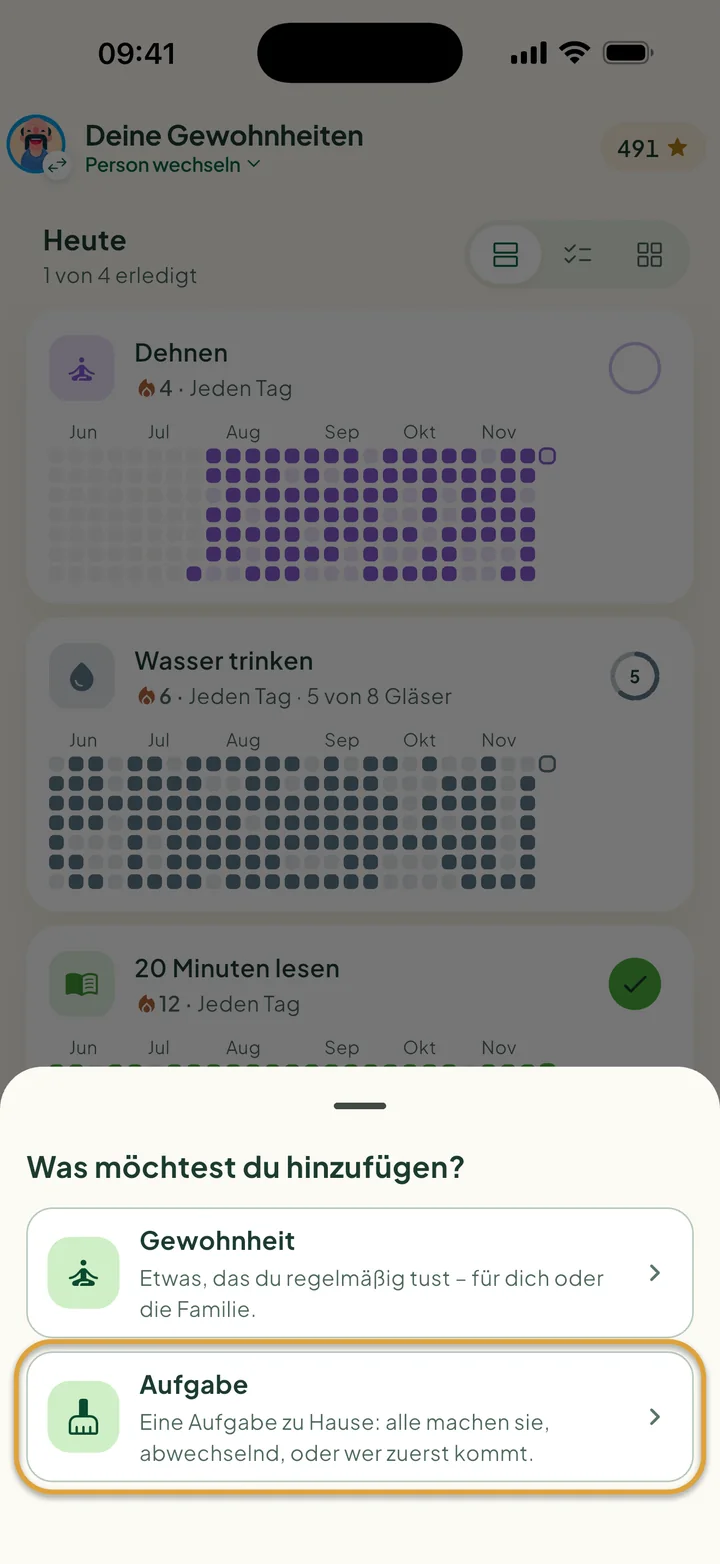 09:41
Deine Gewohnheiten
Person wechseln
491
Heute
1 von 4 erledigt
Dehnen
4 · Jeden Tag
Jun Jul Aug Sep Okt Nov
Wasser trinken
6 · Jeden Tag · 5 von 8 Gläser
5
Jun Jul Aug Sep Okt Nov
20 Minuten lesen
12 · Jeden Tag
Jun Jul Aug Sep Okt Nov
Was möchtest du hinzufügen?
Gewohnheit
Etwas, das du regelmäßig tust – für dich oder
die Familie.
Aufgabe
Eine Aufgabe zu Hause: alle machen sie,
abwechselnd, oder wer zuerst kommt.